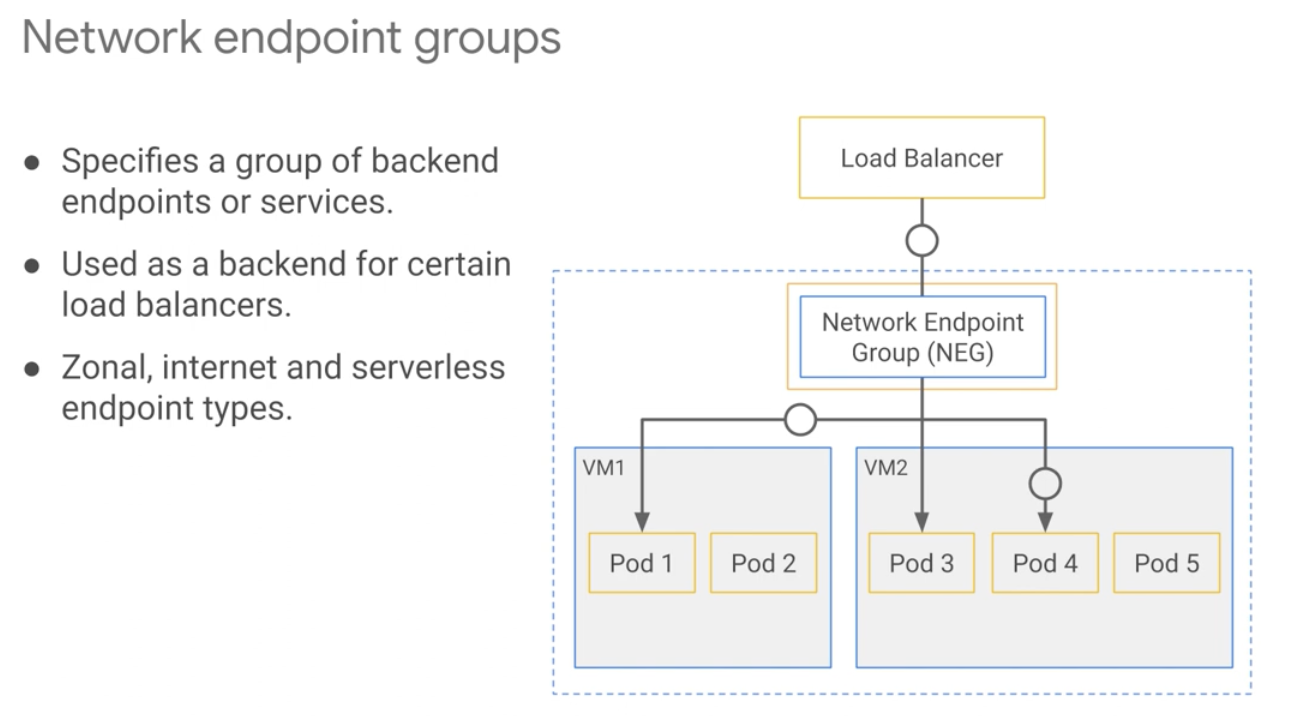 Network endpoint groups
● Specifies a group of backend
endpoints or services.
● Used as a backend for certain
load balancers.
● Zonal, internet and serverless
endpoint types.
Load Balancer
Network Endpoint
Group (NEG)
VM1
Pod 1
Pod 2
VM2
Pod 3
Pod 4
Pod 5